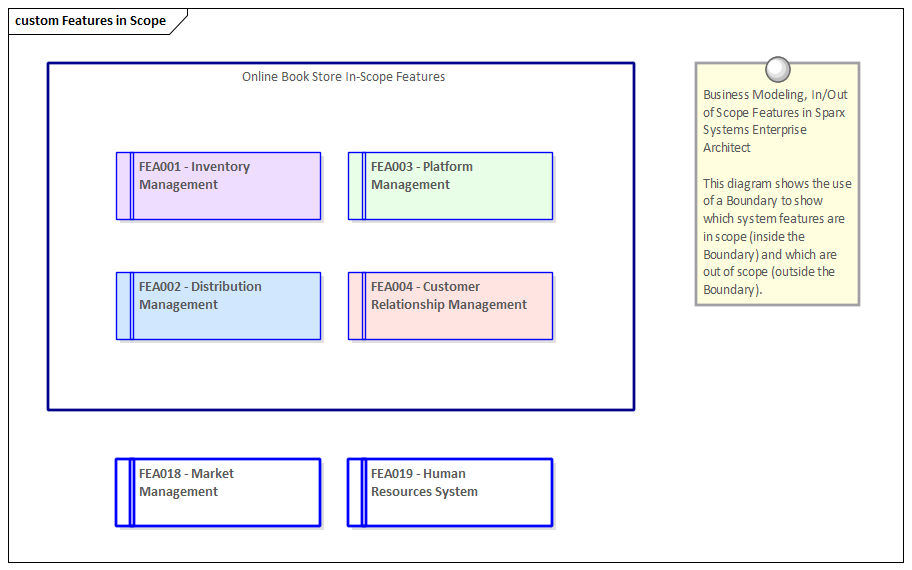 custom Features in Scope
Online Book Store In-Scope Features
FEA001 - Inventory
Management
FEA003 - Platform
Management
FEA002 - Distribution
Management
FEA004 - Customer
Relationship Management
FEA018 - Market
Management
FEA019 - Human
Resources System
Business Modeling, In/Out
of Scope Features in Sparx
Systems Enterprise
Architect
This diagram shows the use
of a Boundary to show
which system features are
in scope (inside the
Boundary) and which are
out of scope (outside the
Boundary).